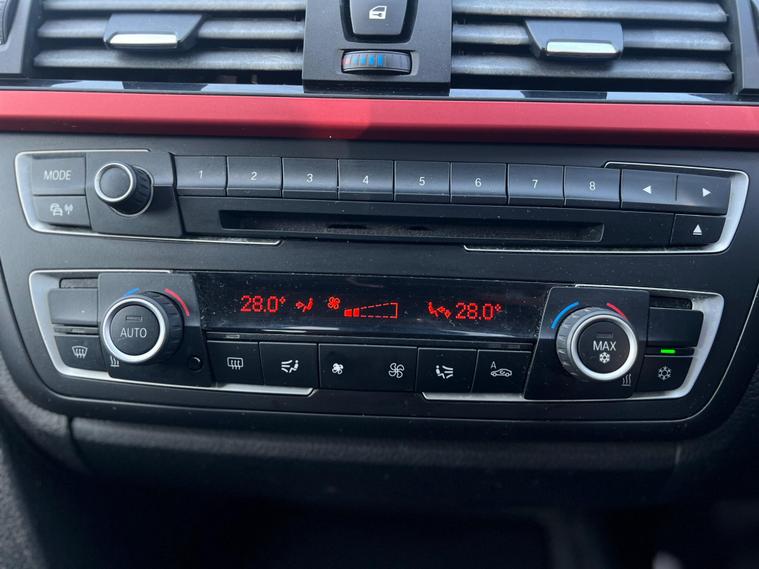 MODE 1 2 3 4 5 6 7 8
28.0° 28.0°
AUTO MAX
A